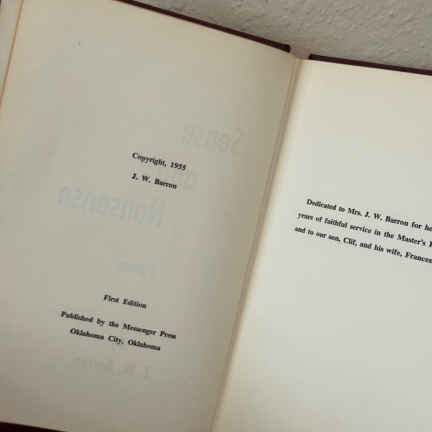 Copyright, 1955
J. W. Barron
First Edition
Published by the Messenger Press
Oklahoma City, Oklahoma
Dedicated to Mrs. J. W. Barron for
years of faithful service in the Master's
and to our son, Clif, and his wife, Frances